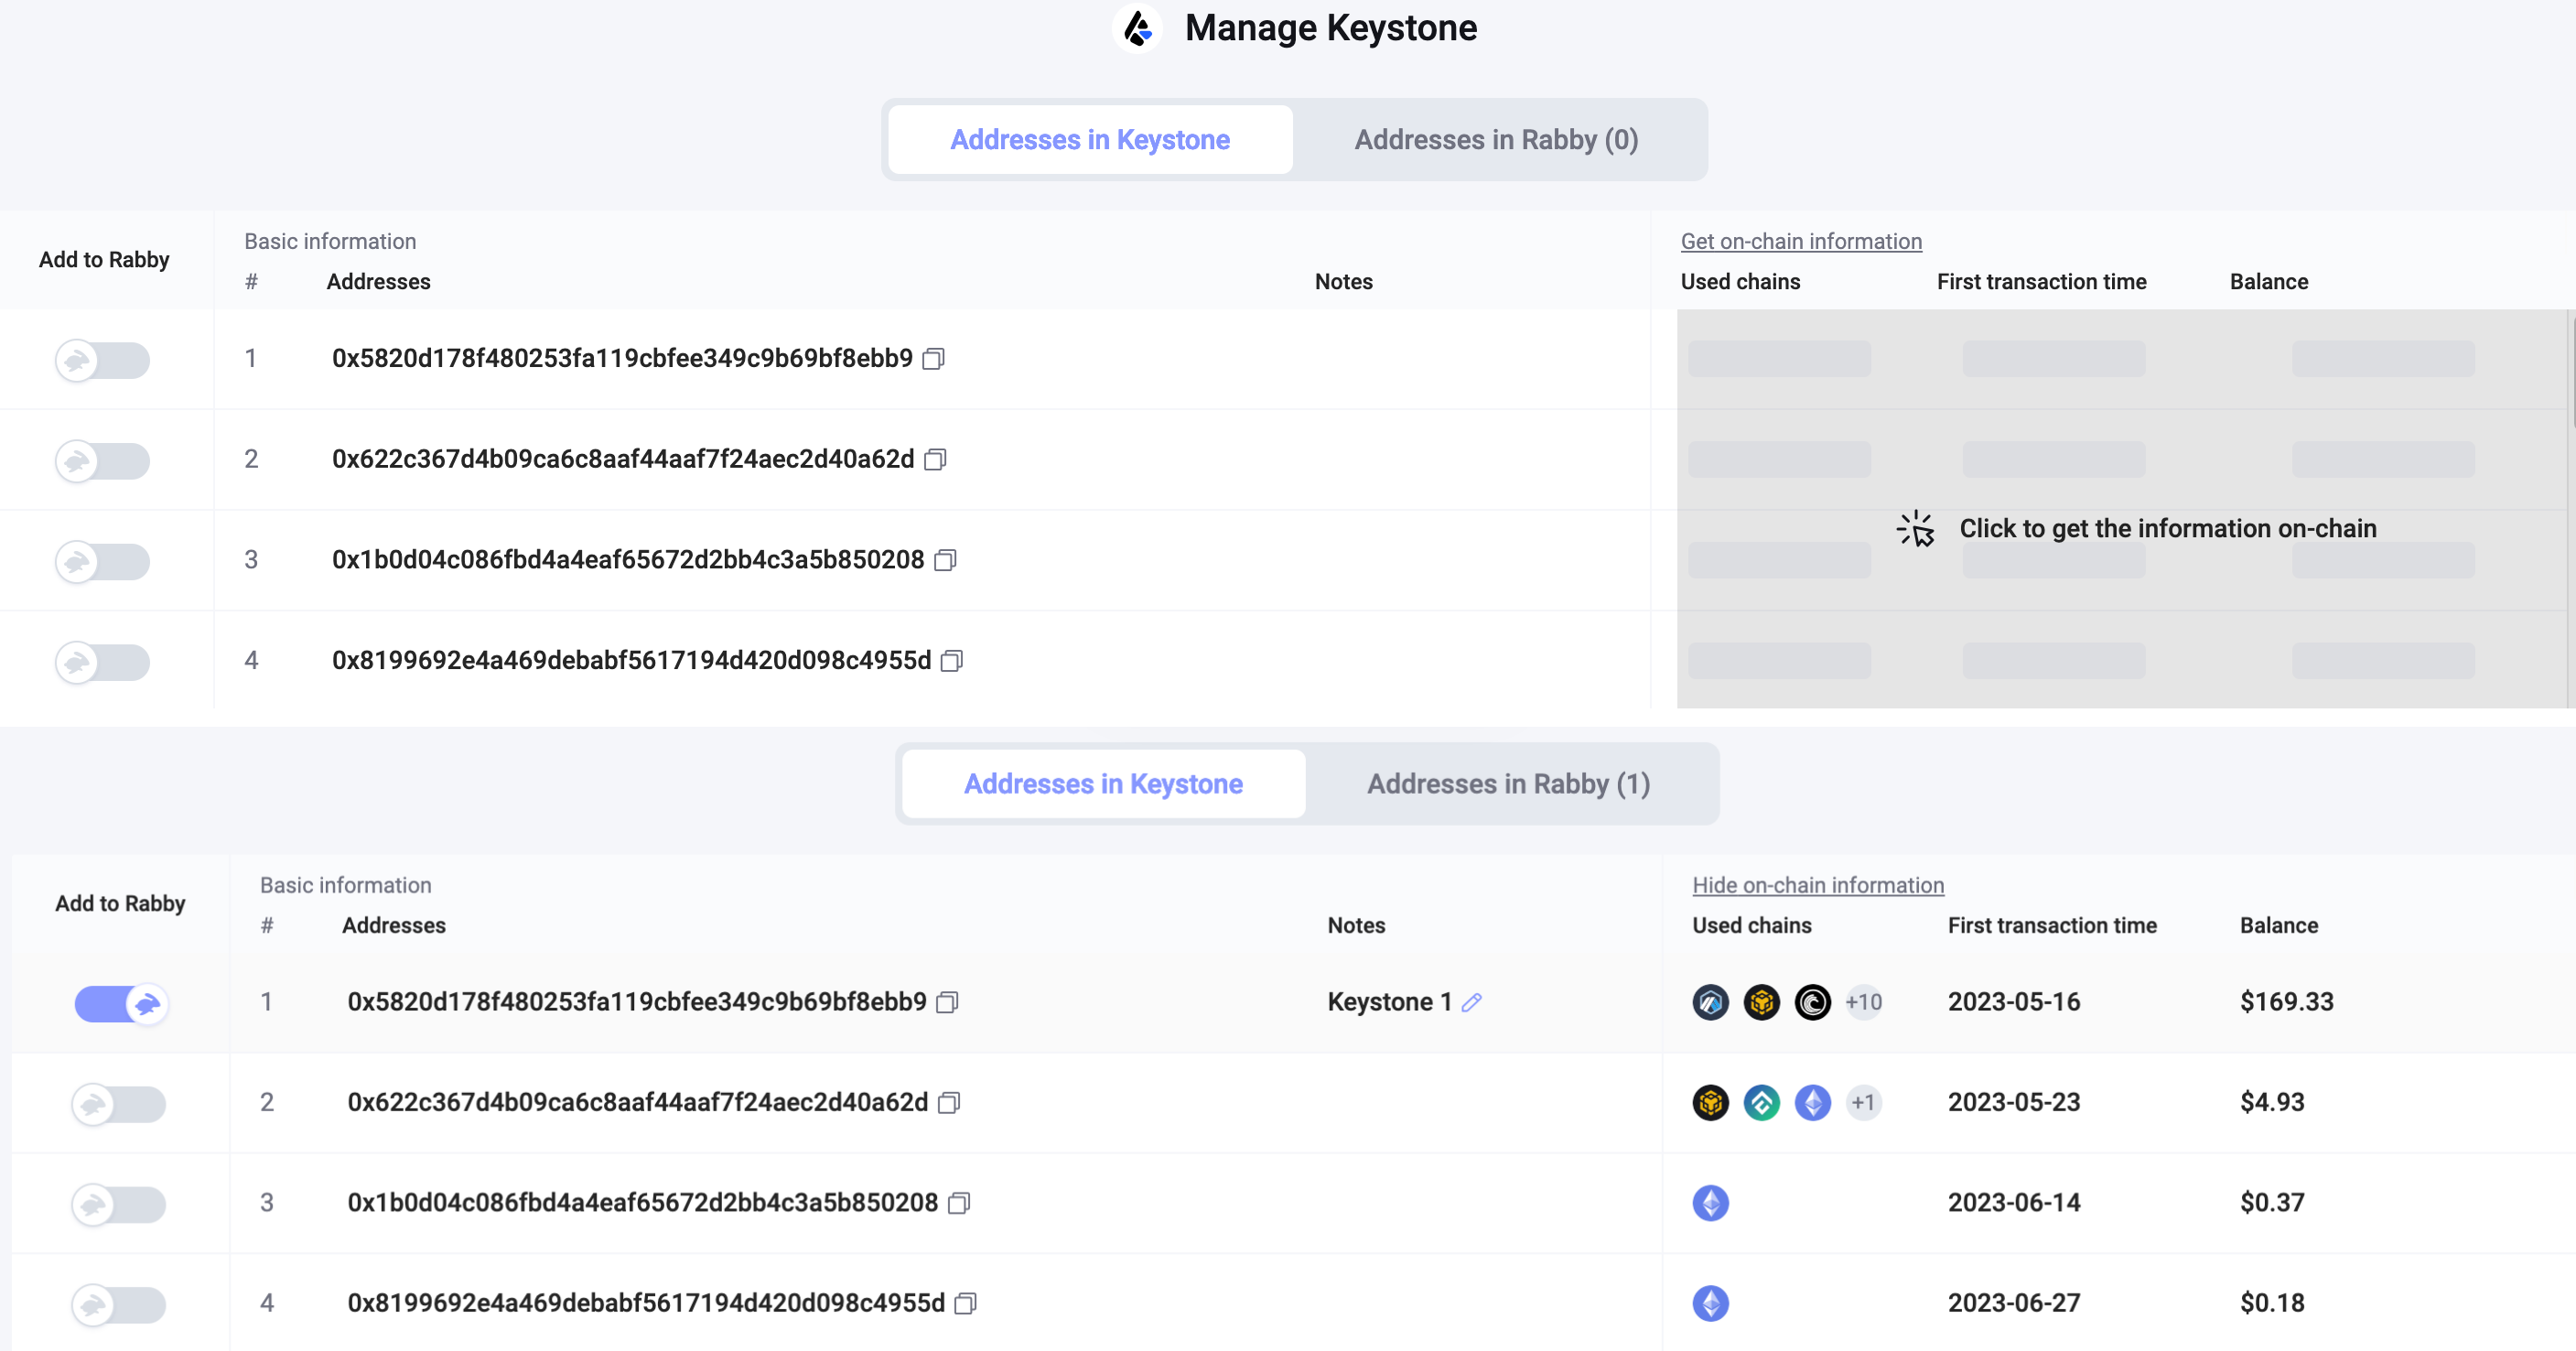 Manage Keystone
Addresses in Keystone Addresses in Rabby (0)
Add to Rabby Basic information Get on-chain information
# Addresses Notes Used chains First transaction time Balance
1 0x5820d178f480253fa119cbfee349c9b69bf8ebb9
2 0x622c367d4b09ca6c8aaf44aaf7f24aec2d40a62d
Click to get the information on-chain
3 0x1b0d04c086fbd4a4eaf65672d2bb4c3a5b850208
4 0x8199692e4a469debabf5617194d420d098c4955d
Addresses in Keystone Addresses in Rabby (1)
Add to Rabby Basic information Hide on-chain information
# Addresses Notes Used chains First transaction time Balance
1 0x5820d178f480253fa119cbfee349c9b69bf8ebb9 Keystone 1 +10 2023-05-16 $169.33
2 0x622c367d4b09ca6c8aaf44aaf7f24aec2d40a62d +1 2023-05-23 $4.93
3 0x1b0d04c086fbd4a4eaf65672d2bb4c3a5b850208 2023-06-14 $0.37
4 0x8199692e4a469debabf5617194d420d098c4955d 2023-06-27 $0.18